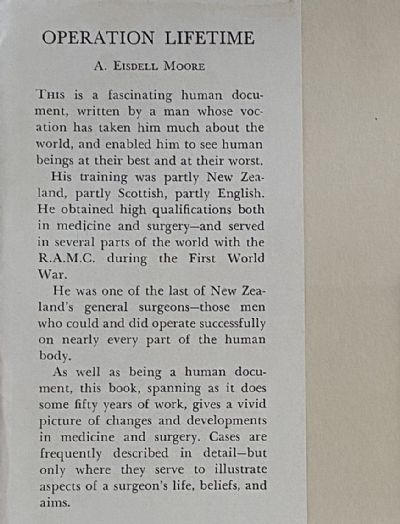 OPERATION LIFETIME
A. EISDELL MOORE
THIS is a fascinating human docu-
ment, written by a man whose voc-
ation has taken him much about the
world, and enabled him to see human
beings at their best and at their worst.
His training was partly New Zea-
land, partly Scottish, partly English.
He obtained high qualifications both
in medicine and surgery—and served
in several parts of the world with the
R.A.M.C. during the First World
War.
He was one of the last of New Zea-
land's general surgeons—those men
who could and did operate successfully
on nearly every part of the human
body.
As well as being a human docu-
ment, this book, spanning as it does
some fifty years of work, gives a vivid
picture of changes and developments
in medicine and surgery. Cases are
frequently described in detail—but
only where they serve to illustrate
aspects of a surgeon's life, beliefs, and
aims.